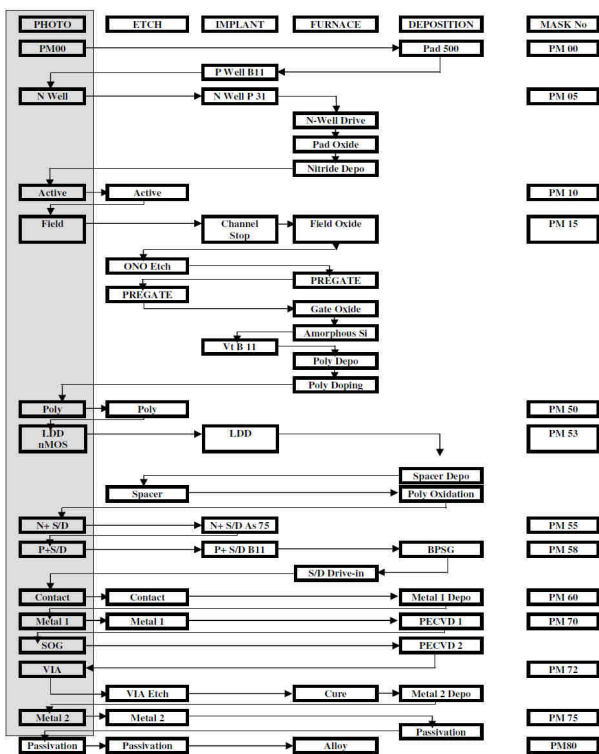 PHOTO ETCH IMPLANT FURNACE DEPOSITION MASK No
PM00 Pad 500 PM 00
P Well B11
N Well N Well P 31 PM 05
N-Well Drive
Pad Oxide
Nitride Depo
Active Active PM 10
Field Channel Field Oxide PM 15
Stop
ONO Etch
PREGATE
PREGATE
Gate Oxide
Amorphous Si
Vt B 11
Poly Depo
Poly Doping
Poly Poly PM 50
LDD LDD PM 53
nMOS
Spacer Depo
Spacer Poly Oxidation
N+ S/D N+ S/D As 75 PM 55
P+S/D P+ S/D B11 BPSG PM 58
S/D Drive-in
Contact Contact Metal 1 Depo PM 60
Metal 1 Metal 1 PECVD 1 PM 70
SOG PECVD 2
VIA PM 72
VIA Etch Cure Metal 2 Depo
Metal 2 Metal 2 PM 75
Passivation
Passivation Passivation Alloy PM80